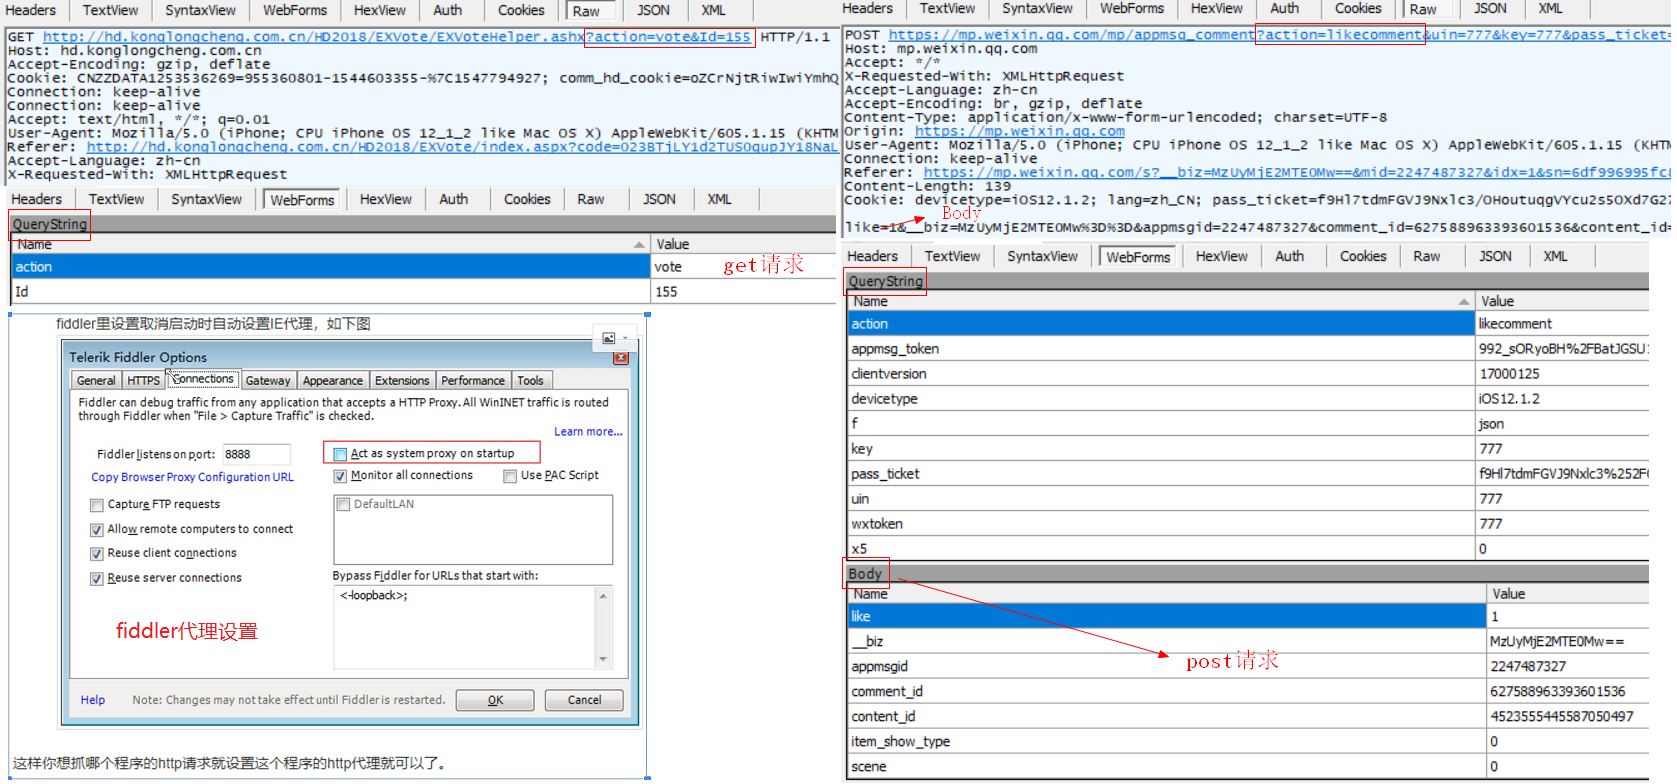 Headers TextView SyntaxView WebForms HexView Auth Cookies Raw JSON XML
GET http://hd.konglongcheng.com.cn/HD2018/EXVote/EXVoteHelper.ashx?action=vote&Id=155 HTTP/1.1
Host: hd.konglongcheng.com.cn
Accept-Encoding: gzip, deflate
Cookie: CNZZDATA1253536269=955360801-1544603355-%7C1547794927; comm_hd_cookie=oZCrNjtRiwIwiYmhQ
Connection: keep-alive
Connection: keep-alive
Accept: text/html, */*; q=0.01
User-Agent: Mozilla/5.0 (iPhone; CPU iPhone OS 12_1_2 like Mac OS X) AppleWebKit/605.1.15 (KHTM
Referer: http://hd.konglongcheng.com.cn/HD2018/EXVote/index.aspx?code=023BTjLY1d2TUS0qupJY18NaL
Accept-Language: zh-cn
X-Requested-With: XMLHttpRequest
Headers TextView SyntaxView WebForms HexView Auth Cookies Raw JSON XML
QueryString
Name Value
action vote
Id 155
get请求
fiddler里设置取消启动时自动设置IE代理，如下图
Telerik Fiddler Options
General HTTPS Connections Gateway Appearance Extensions Performance Tools
Fiddler can debug traffic from any application that accepts a HTTP Proxy. All WinINET traffic is routed
through Fiddler when "File > Capture Traffic" is checked.
Learn more...
Fiddler listens on port: 8888
Act as system proxy on startup
Copy Browser Proxy Configuration URL
Monitor all connections
Use PAC Script
Capture FTP requests
DefaultLAN
Allow remote computers to connect
Reuse client connections
Reuse server connections
Bypass Fiddler for URLs that start with:
<-loopback>;
fiddler代理设置
Help Note: Changes may not take effect until Fiddler is restarted. OK Cancel
这样你想抓哪个程序的http请求就设置这个程序的http代理就可以了。
Headers TextView SyntaxView WebForms HexView Auth Cookies Raw JSON XML
POST https://mp.weixin.qq.com/mp/appmsg_comment?action=likecomment&uin=777&key=777&pass_ticket=
Host: mp.weixin.qq.com
Accept: */*
X-Requested-With: XMLHttpRequest
Accept-Language: zh-cn
Accept-Encoding: br, gzip, deflate
Content-Type: application/x-www-form-urlencoded; charset=UTF-8
Origin: https://mp.weixin.qq.com
User-Agent: Mozilla/5.0 (iPhone; CPU iPhone OS 12_1_2 like Mac OS X) AppleWebKit/605.1.15 (KHTM
Connection: keep-alive
Referer: https://mp.weixin.qq.com/s?__biz=MzUyMjE2MTE0Mw==&mid=2247487327&idx=1&sn=6df996995fc8
Content-Length: 139
Cookie: devicetype=iOS12.1.2; lang=zh_CN; pass_ticket=f9Hl7tdmFGVJ9Nxlc3/OHoutuqgVYcu2s5OXd7G27
Body
like=1&__biz=MzUyMjE2MTE0Mw%3D%3D&appmsgid=2247487327&comment_id=627588963393601536&content_id=
Headers TextView SyntaxView WebForms HexView Auth Cookies Raw JSON XML
QueryString
Name Value
action likecomment
appmsg_token 992_sORyoBH%2FBatJGSU
clientversion 17000125
devicetype iOS12.1.2
f json
key 777
pass_ticket f9Hl7tdmFGVJ9Nxlc3%252F
uin 777
wxtoken 777
x5 0
Body
Name Value
like 1
__biz MzUyMjE2MTE0Mw==
appmsgid 2247487327
comment_id 627588963393601536
content_id 4523555445587050497
item_show_type 0
scene 0
post请求